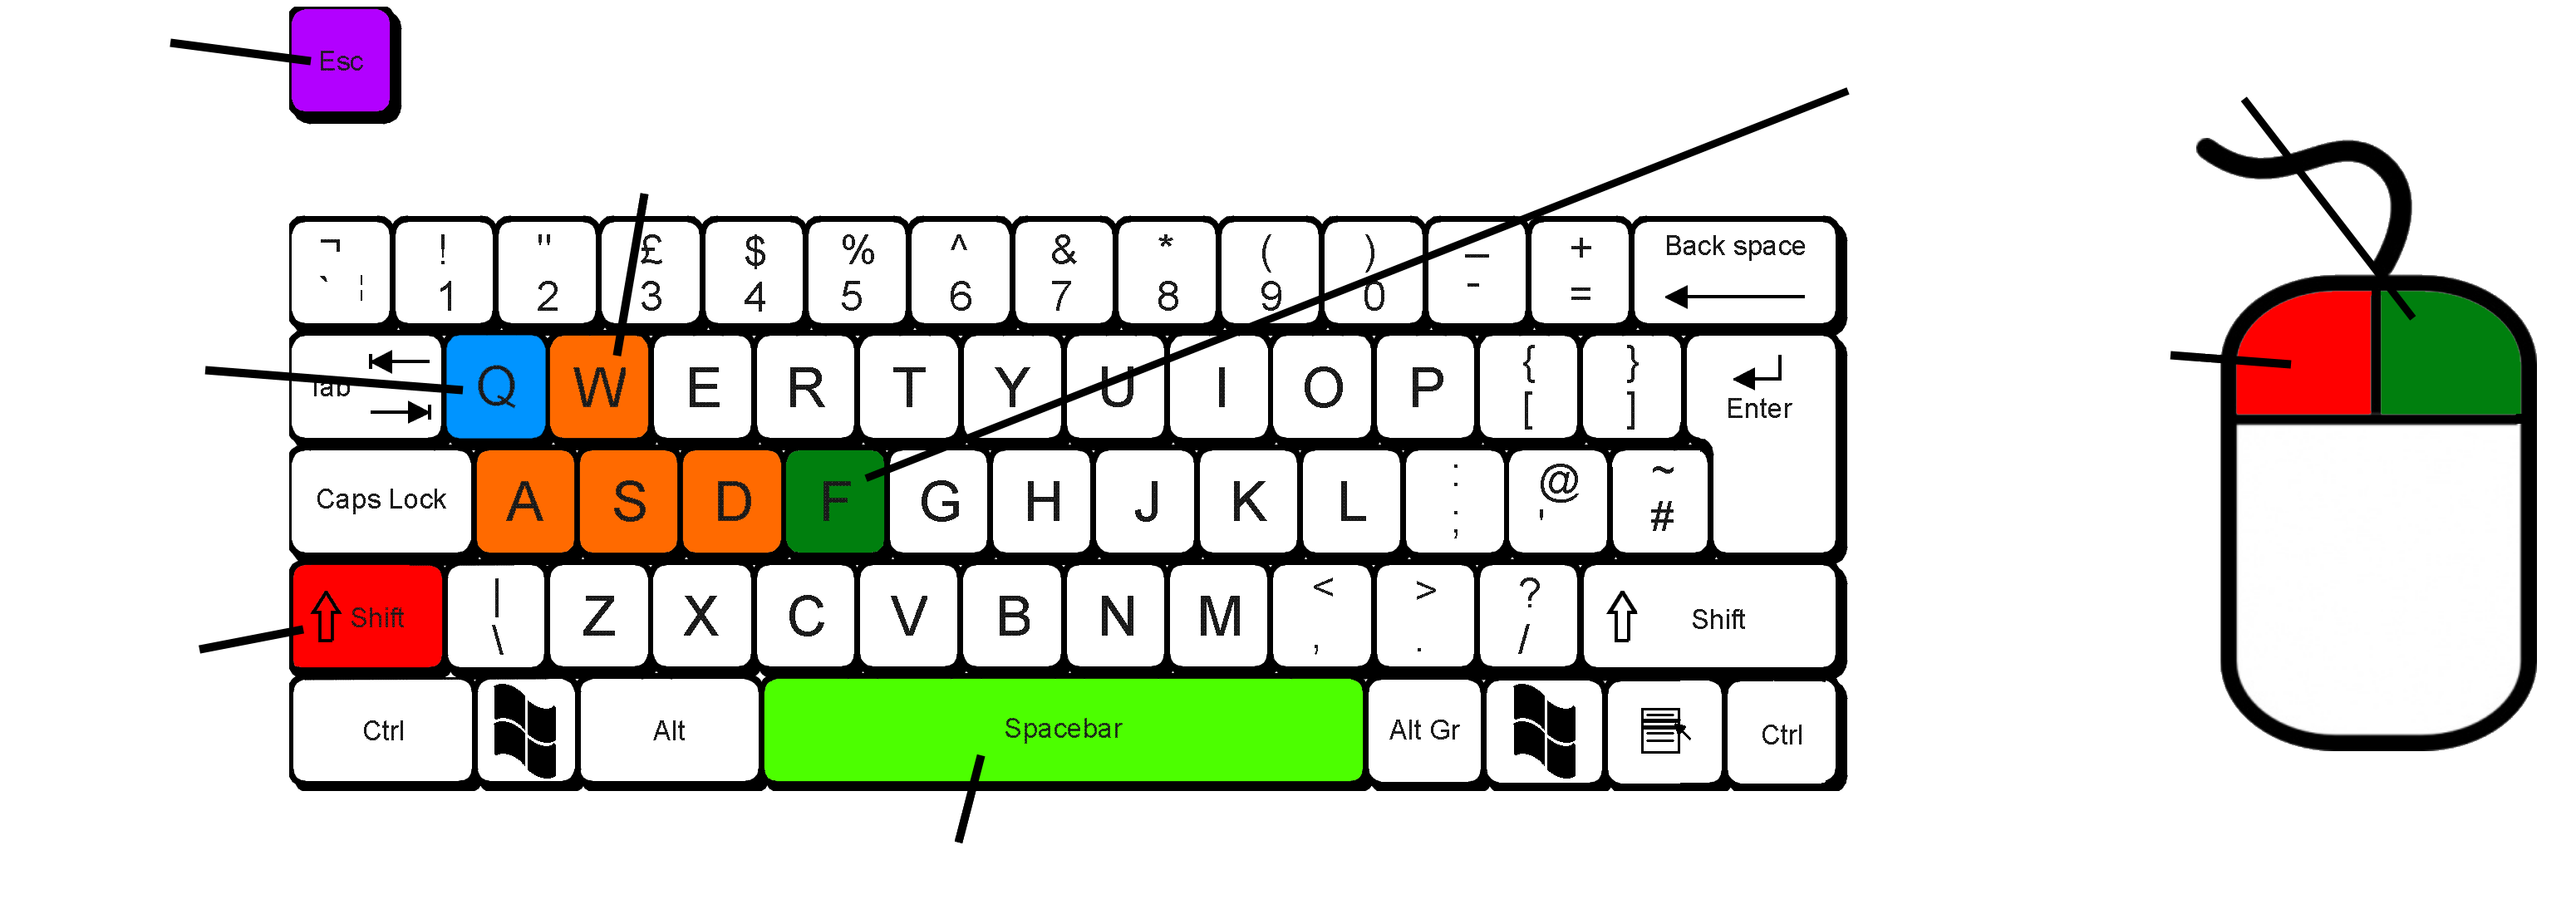 Esc
¬ ! " £ $ % ^ & * ( ) _ + Back space
` ¦ 1 2 3 4 5 6 7 8 9 0 - =
Tab Q W E R T Y U I O P { [ } ] Enter
Caps Lock A S D F G H J K L : ; @ ' ~ #
Shift | \ Z X C V B N M < , > . ? / Shift
Ctrl Alt Spacebar Alt Gr Ctrl